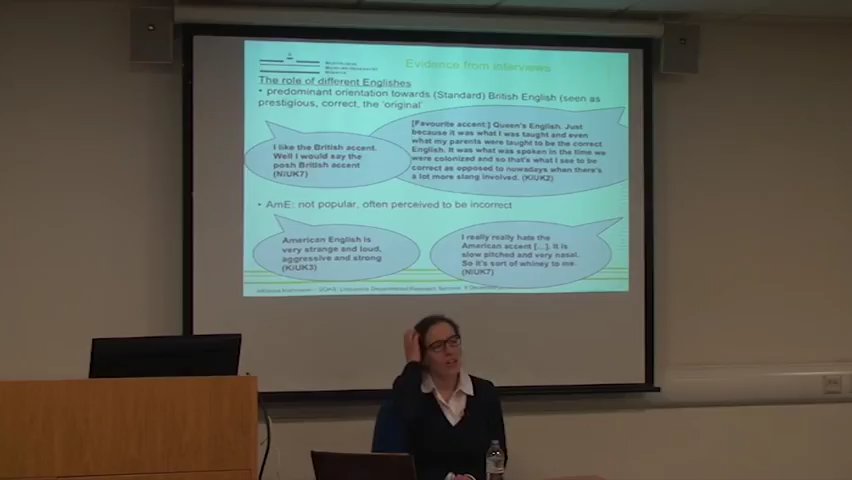 Evidence from interviews
The role of different Englishes
• predominant orientation towards (Standard) British English (seen as
prestigious, correct, the 'original'
[Favourite accent:] Queen's English. Just
because it was what I was taught and even
what my parents were taught to be the correct
English. It was what was spoken in the time we
were colonized and so that's what I see to be
correct as opposed to nowadays when there's
a lot more slang involved. (KiUK2)
I like the British accent.
Well I would say the
posh British accent
(NiUK7)
• AmE: not popular, often perceived to be incorrect
American English is
very strange and loud,
aggressive and strong
(KiUK3)
I really really hate the
American accent [...]. It is
slow pitched and very nasal.
So it's sort of whiney to me.
(NiUK7)